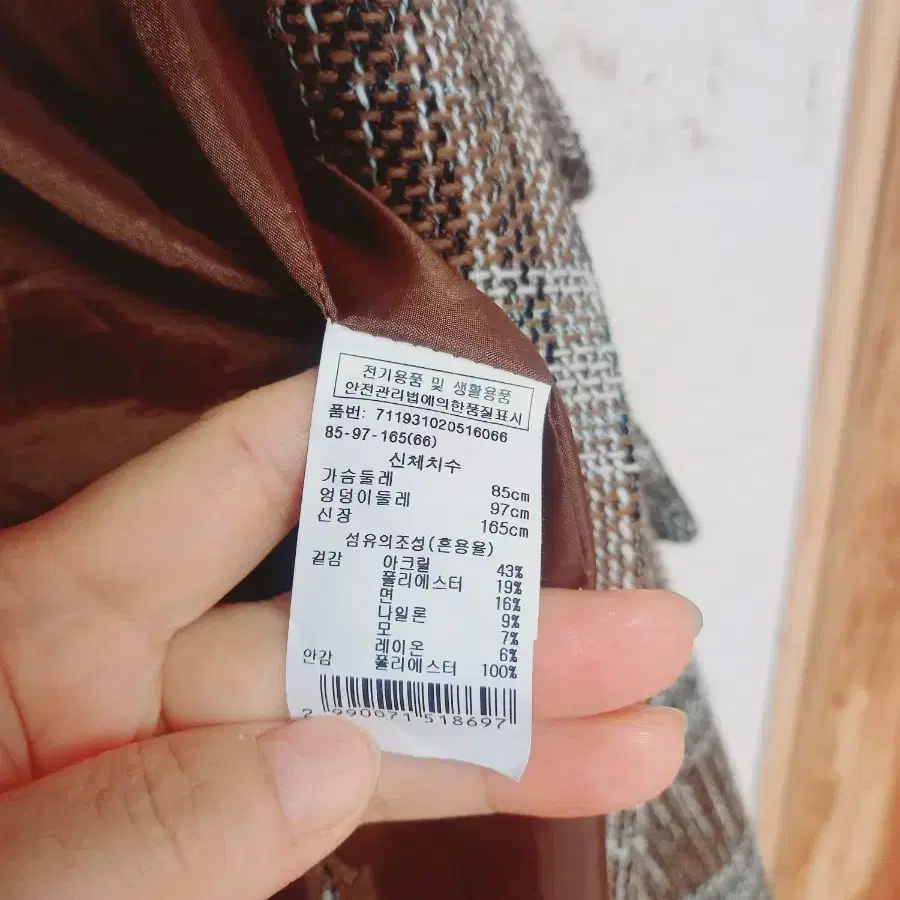 전기용품 및 생활용품
안전관리법에의한품질표시
품번: 711931020516066
85-97-165(66)
신체치수
가슴둘레 85cm
엉덩이둘레 97cm
신장 165cm
섬유의조성(혼용율)
겉감 아크릴 43%
폴리에스터 19%
면 16%
나일론 9%
모 7%
레이온 6%
안감 폴리에스터 100%
2 990071 518697